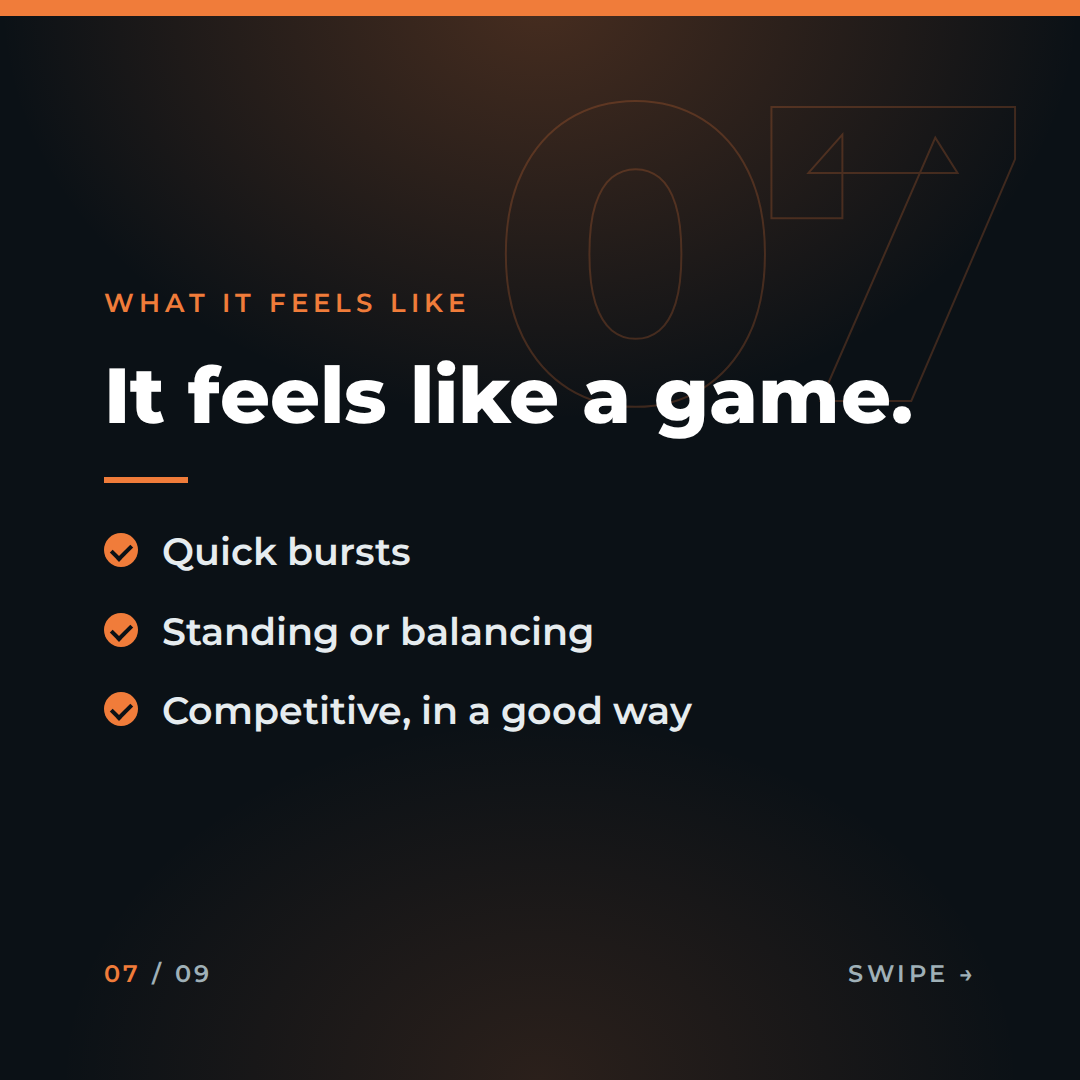 07
WHAT IT FEELS LIKE
It feels like a game.
Quick bursts
Standing or balancing
Competitive, in a good way
07 / 09
SWIPE →